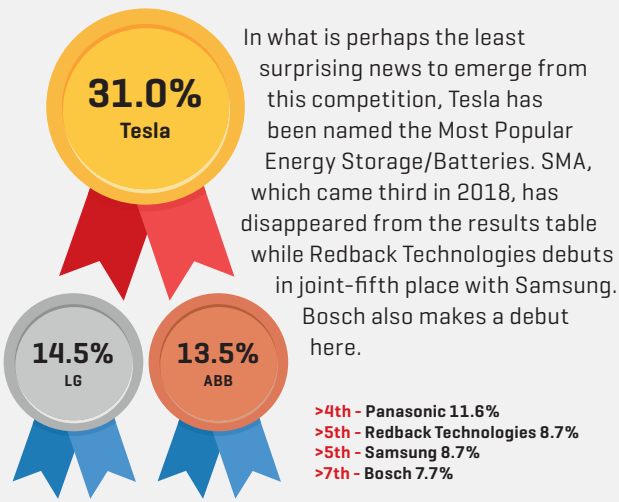 31.0%
Tesla
In what is perhaps the least
surprising news to emerge from
this competition, Tesla has
been named the Most Popular
Energy Storage/Batteries. SMA,
which came third in 2018, has
disappeared from the results table
while Redback Technologies debuts
in joint-fifth place with Samsung.
Bosch also makes a debut
here.
14.5%
LG
13.5%
ABB
>4th - Panasonic 11.6%
>5th - Redback Technologies 8.7%
>5th - Samsung 8.7%
>7th - Bosch 7.7%